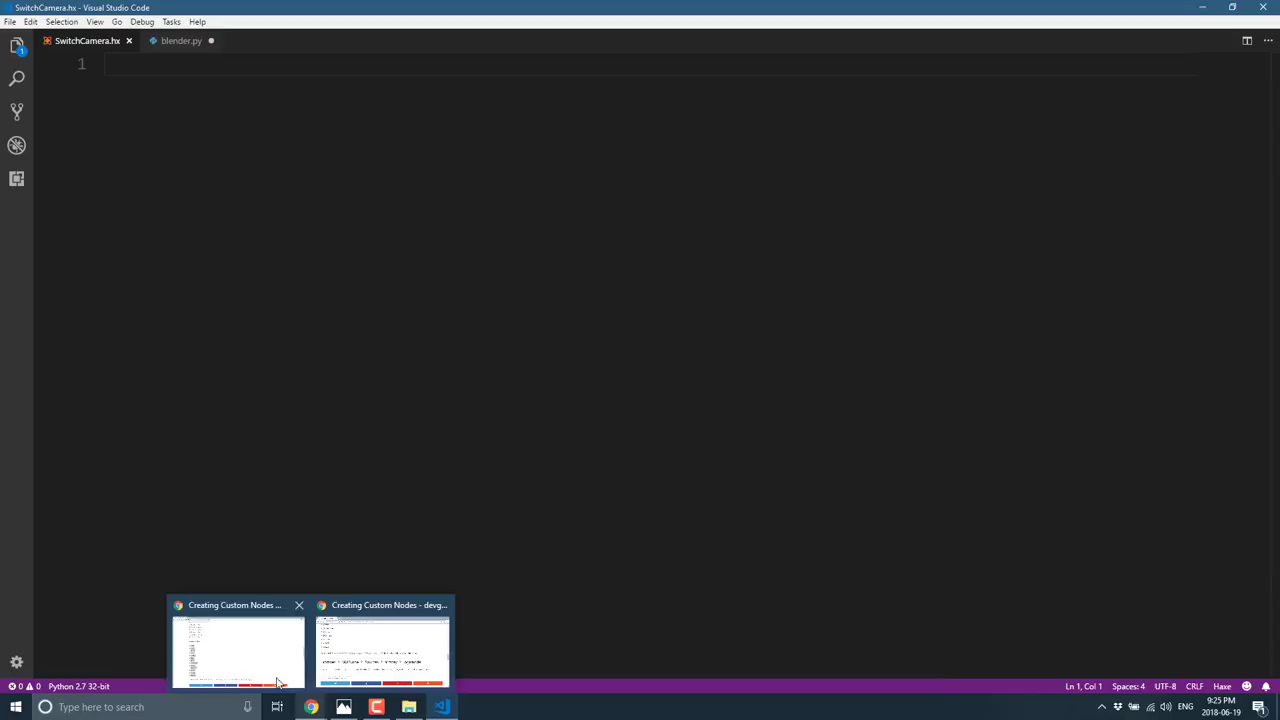 SwitchCamera.hx - Visual Studio Code
File Edit Selection View Go Debug Tasks Help
SwitchCamera.hx blender.py
1
1
Creating Custom Nodes ... Creating Custom Nodes - devg...
0 0 Python 2.7 32-bit
Ln 1, Col 1 Spaces: 4 UTF-8 CRLF Haxe
Type here to search
ENG
9:25 PM
2018-06-19
1